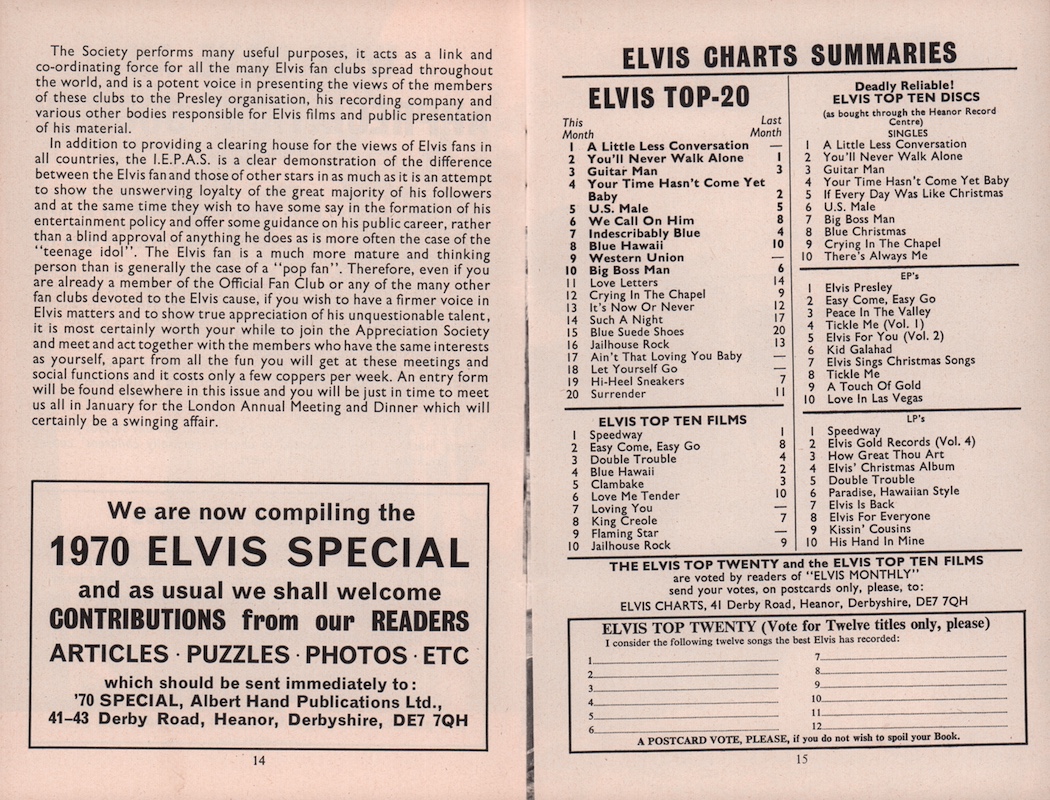 The Society performs many useful purposes, it acts as a link and
co-ordinating force for all the many Elvis fan clubs spread throughout
the world, and is a potent voice in presenting the views of the members
of these clubs to the Presley organisation, his recording company and
various other bodies responsible for Elvis films and public presentation
of his material.
In addition to providing a clearing house for the views of Elvis fans in
all countries, the I.E.P.A.S. is a clear demonstration of the difference
between the Elvis fan and those of other stars in as much as it is an attempt
to show the unswerving loyalty of the great majority of his followers
and at the same time they wish to have some say in the formation of his
entertainment policy and offer some guidance on his public career, rather
than a blind approval of anything he does as is more often the case of the
"teenage idol". The Elvis fan is a much more mature and thinking
person than is generally the case of a "pop fan". Therefore, even if you
are already a member of the Official Fan Club or any of the many other
fan clubs devoted to the Elvis cause, if you wish to have a firmer voice in
Elvis matters and to show true appreciation of his unquestionable talent,
it is most certainly worth your while to join the Appreciation Society
and meet and act together with the members who have the same interests
as yourself, apart from all the fun you will get at these meetings and
social functions and it costs only a few coppers per week. An entry form
will be found elsewhere in this issue and you will be just in time to meet
us all in January for the London Annual Meeting and Dinner which will
certainly be a swinging affair.
We are now compiling the
1970 ELVIS SPECIAL
and as usual we shall welcome
CONTRIBUTIONS from our READERS
ARTICLES · PUZZLES · PHOTOS · ETC
which should be sent immediately to:
'70 SPECIAL, Albert Hand Publications Ltd.,
41–43 Derby Road, Heanor, Derbyshire, DE7 7QH
14
ELVIS CHARTS SUMMARIES
ELVIS TOP-20
This Last
Month Month
1 A Little Less Conversation —
2 You'll Never Walk Alone 1
3 Guitar Man 3
4 Your Time Hasn't Come Yet
Baby 2
5 U.S. Male 5
6 We Call On Him 8
7 Indescribably Blue 4
8 Blue Hawaii 10
9 Western Union —
10 Big Boss Man 6
11 Love Letters 14
12 Crying In The Chapel 9
13 It's Now Or Never 12
14 Such A Night 17
15 Blue Suede Shoes 20
16 Jailhouse Rock 13
17 Ain't That Loving You Baby —
18 Let Yourself Go —
19 Hi-Heel Sneakers 7
20 Surrender 11
ELVIS TOP TEN FILMS
1 Speedway 1
2 Easy Come, Easy Go 8
3 Double Trouble 4
4 Blue Hawaii 2
5 Clambake 3
6 Love Me Tender 10
7 Loving You —
8 King Creole 7
9 Flaming Star —
10 Jailhouse Rock 9
Deadly Reliable!
ELVIS TOP TEN DISCS
(as bought through the Heanor Record
Centre)
SINGLES
1 A Little Less Conversation
2 You'll Never Walk Alone
3 Guitar Man
4 Your Time Hasn't Come Yet Baby
5 If Every Day Was Like Christmas
6 U.S. Male
7 Big Boss Man
8 Blue Christmas
9 Crying In The Chapel
10 There's Always Me
EP's
1 Elvis Presley
2 Easy Come, Easy Go
3 Peace In The Valley
4 Tickle Me (Vol. 1)
5 Elvis For You (Vol. 2)
6 Kid Galahad
7 Elvis Sings Christmas Songs
8 Tickle Me
9 A Touch Of Gold
10 Love In Las Vegas
LP's
1 Speedway
2 Elvis Gold Records (Vol. 4)
3 How Great Thou Art
4 Elvis' Christmas Album
5 Double Trouble
6 Paradise, Hawaiian Style
7 Elvis Is Back
8 Elvis For Everyone
9 Kissin' Cousins
10 His Hand In Mine
THE ELVIS TOP TWENTY and the ELVIS TOP TEN FILMS
are voted by readers of "ELVIS MONTHLY"
send your votes, on postcards only, please, to:
ELVIS CHARTS, 41 Derby Road, Heanor, Derbyshire, DE7 7QH
ELVIS TOP TWENTY (Vote for Twelve titles only, please)
I consider the following twelve songs the best Elvis has recorded:
1
2
3
4
5
6
7
8
9
10
11
12
A POSTCARD VOTE, PLEASE, if you do not wish to spoil your Book.
15